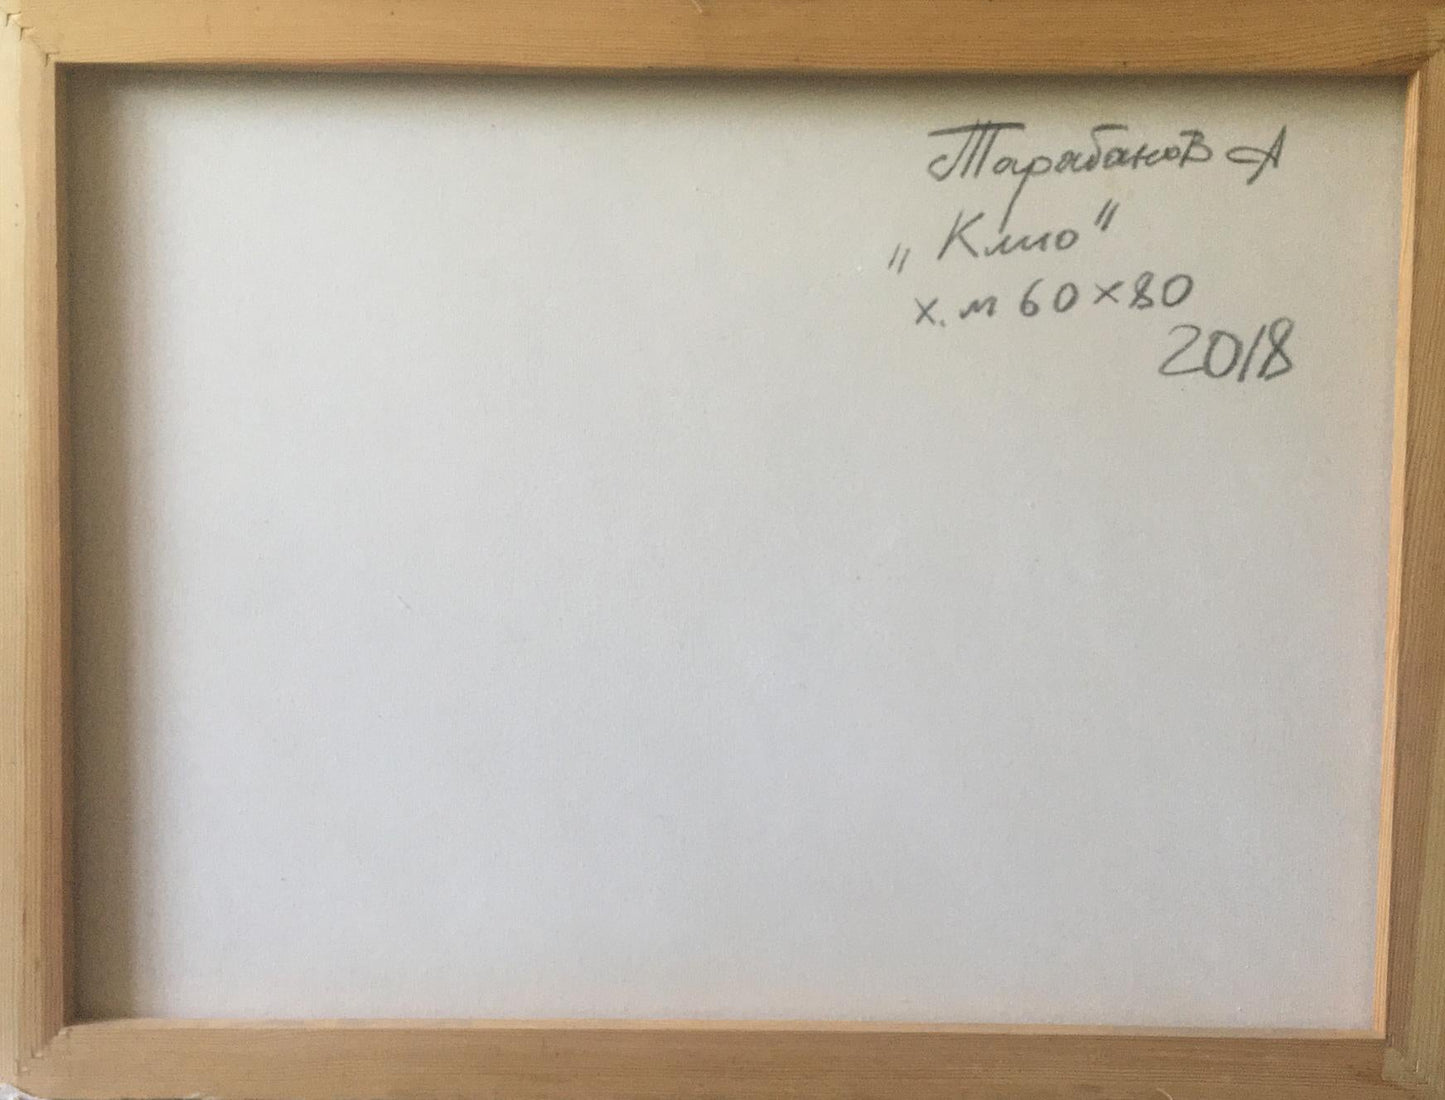 Тарабанов А
„Клио"
х.м 60×80
2018